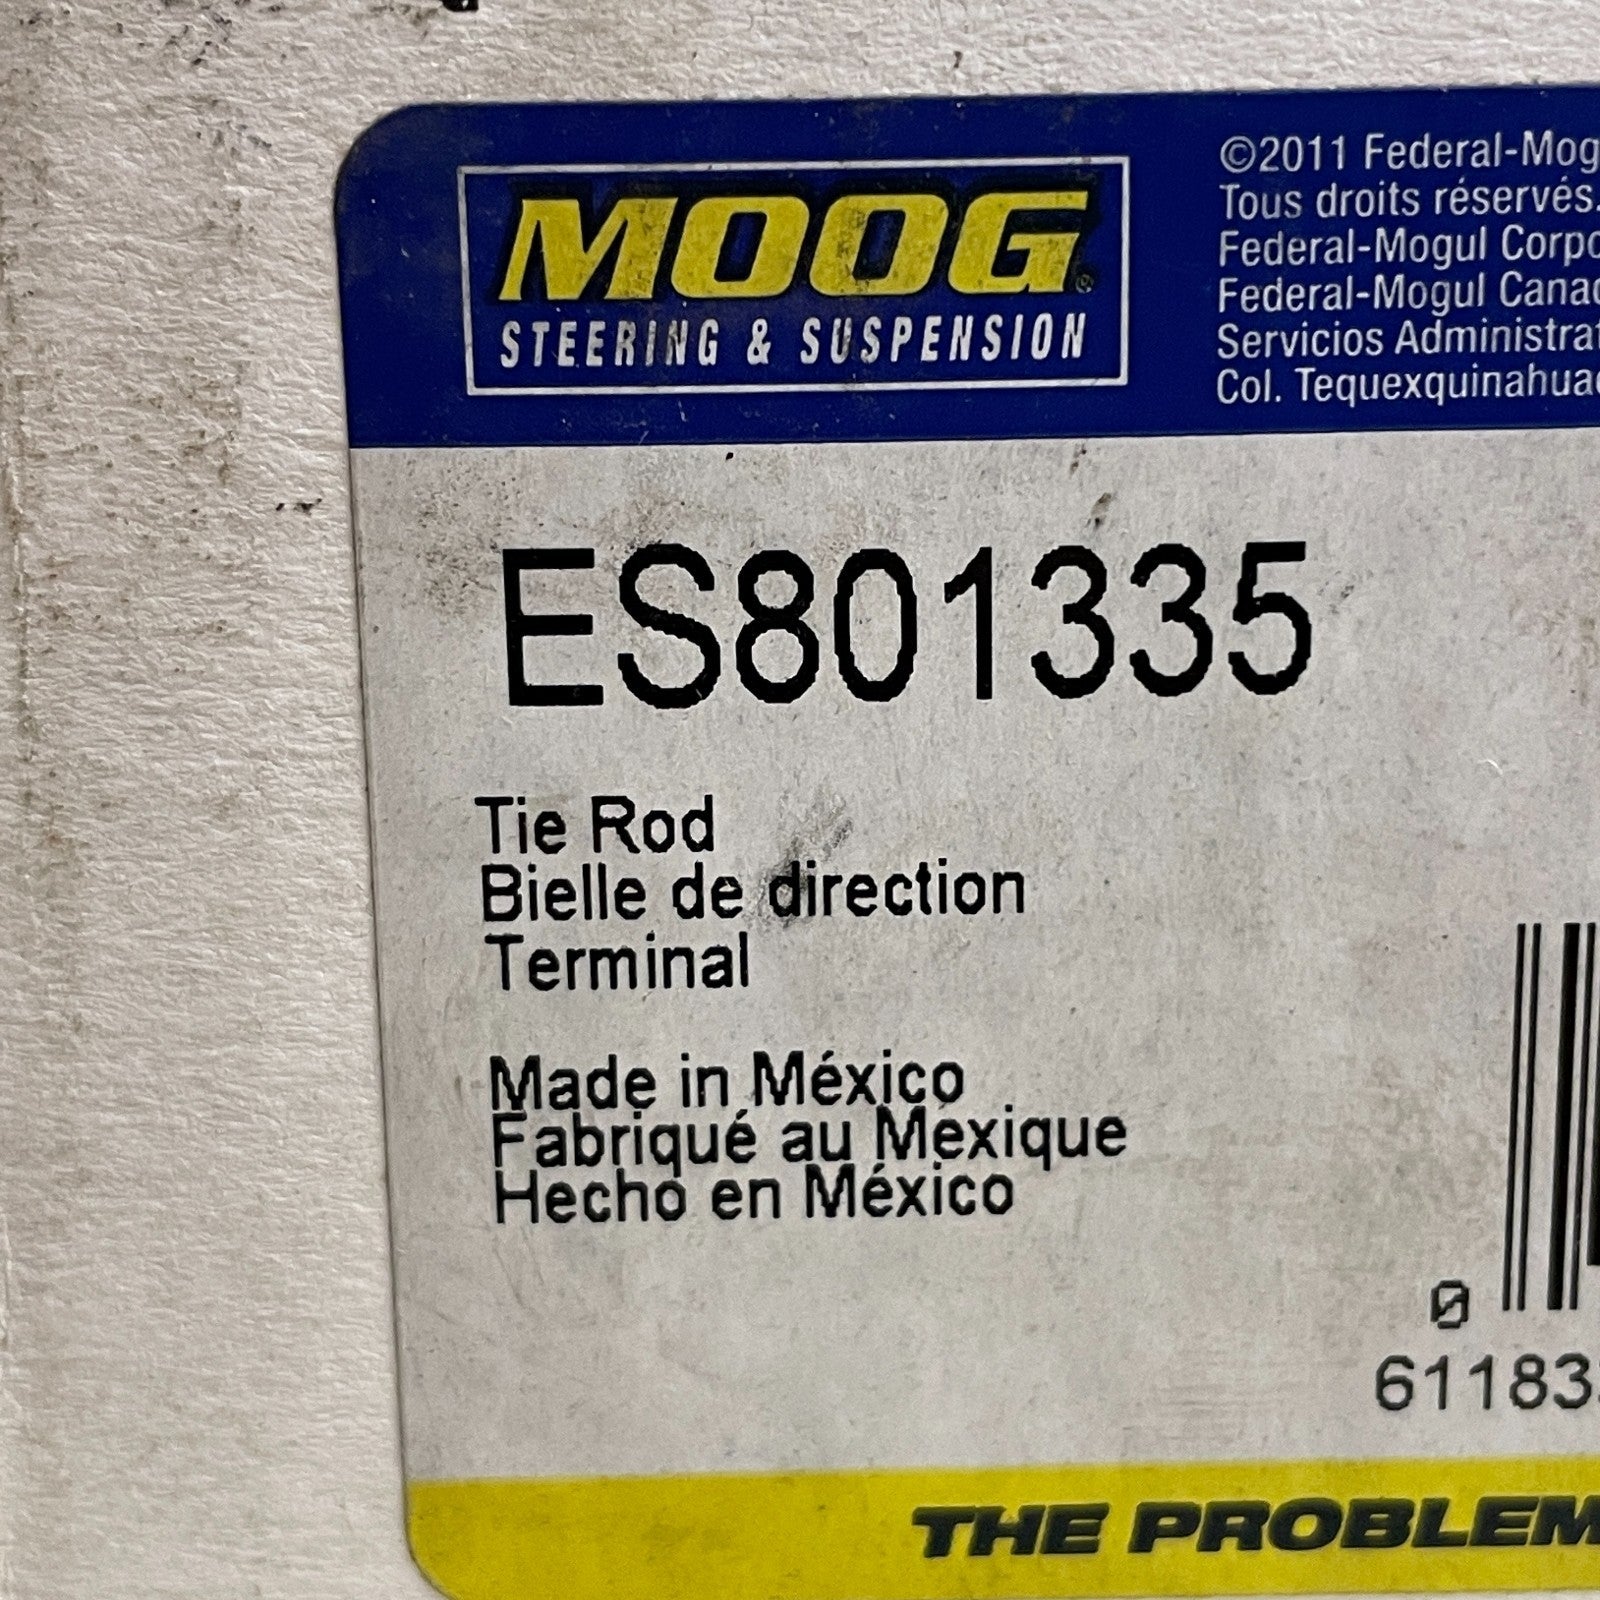 MOOG®
STEERING & SUSPENSION
©2011 Federal-Mog
Tous droits réservés.
Federal-Mogul Corpo
Federal-Mogul Canad
Servicios Administrat
Col. Tequexquinahuac
ES801335
Tie Rod
Bielle de direction
Terminal
Made in México
Fabriqué au Mexique
Hecho en México
0
61183
THE PROBLEM